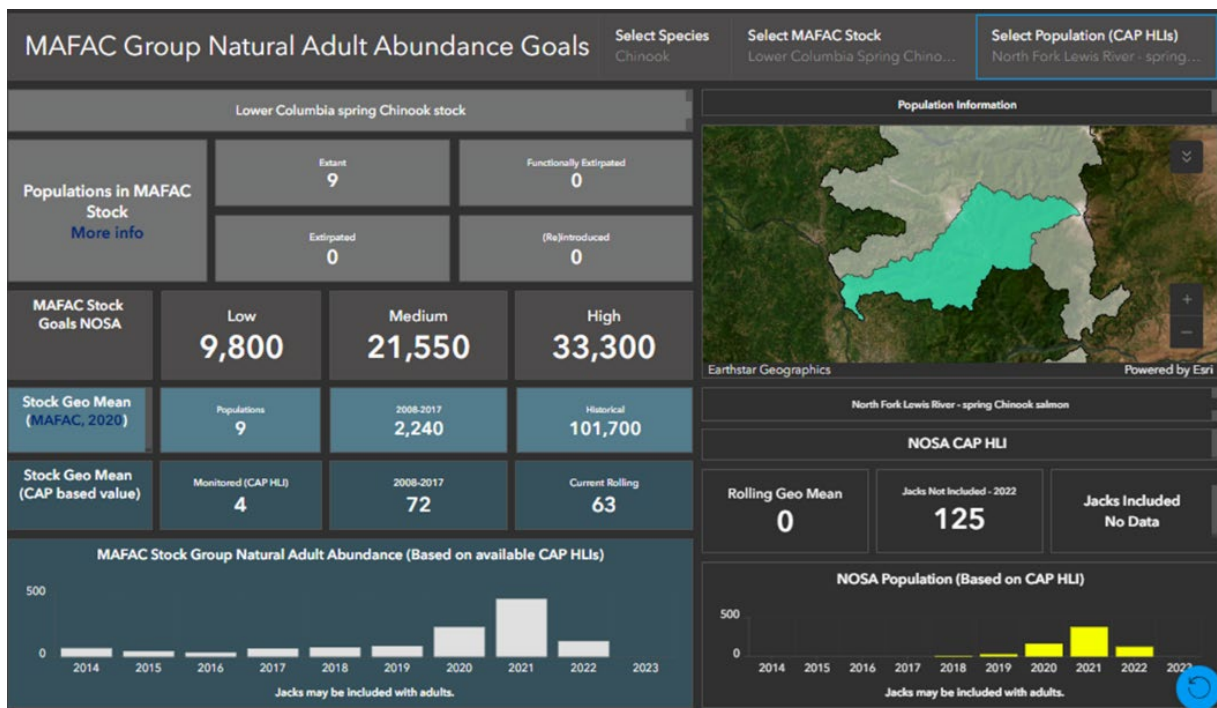 MAFAC Group Natural Adult Abundance Goals
Select Species
Chinook
Select MAFAC Stock
Lower Columbia Spring Chino...
Select Population (CAP HLIs)
North Fork Lewis River - spring...
Lower Columbia spring Chinook stock
Populations in MAFAC
Stock
More info
Extant
9
Functionally Extirpated
0
Extirpated
0
(Re)introduced
0
MAFAC Stock
Goals NOSA
Low
9,800
Medium
21,550
High
33,300
Stock Geo Mean
(MAFAC, 2020)
Populations
9
2008-2017
2,240
Historical
101,700
Stock Geo Mean
(CAP based value)
Monitored (CAP HLI)
4
2008-2017
72
Current Rolling
63
MAFAC Stock Group Natural Adult Abundance (Based on available CAP HLIs)
500
0
2014 2015 2016 2017 2018 2019 2020 2021 2022 2023
Jacks may be included with adults.
Population Information
Earthstar Geographics
Powered by Esri
North Fork Lewis River - spring Chinook salmon
NOSA CAP HLI
Rolling Geo Mean
0
Jacks Not Included - 2022
125
Jacks Included
No Data
NOSA Population (Based on CAP HLI)
500
0
2014 2015 2016 2017 2018 2019 2020 2021 2022 2023
Jacks may be included with adults.